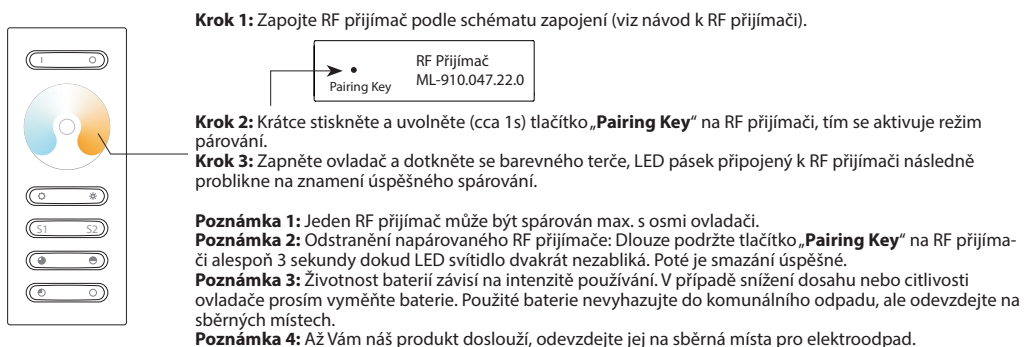 Krok 1: Zapojte RF přijímač podle schématu zapojení (viz návod k RF přijímači).
I O
RF Přijímač
ML-910.047.22.0
Pairing Key
Krok 2: Krátce stiskněte a uvolněte (cca 1s) tlačítko „Pairing Key“ na RF přijímači, tím se aktivuje režim
párování.
Krok 3: Zapněte ovladač a dotkněte se barevného terče, LED pásek připojený k RF přijímači následně
problikne na znamení úspěšného spárování.
S1 S2
Poznámka 1: Jeden RF přijímač může být spárován max. s osmi ovladači.
Poznámka 2: Odstranění napárovaného RF přijímače: Dlouze podržte tlačítko „Pairing Key“ na RF přijíma-
či alespoň 3 sekundy dokud LED svítidlo dvakrát nezabliká. Poté je smazání úspěšné.
Poznámka 3: Životnost baterií závisí na intenzitě používání. V případě snížení dosahu nebo citlivosti
ovladače prosím vyměňte baterie. Použité baterie nevyhazujte do komunálního odpadu, ale odevzdejte na
sběrných místech.
Poznámka 4: Až Vám náš produkt doslouží, odevzdejte jej na sběrná místa pro elektroodpad.